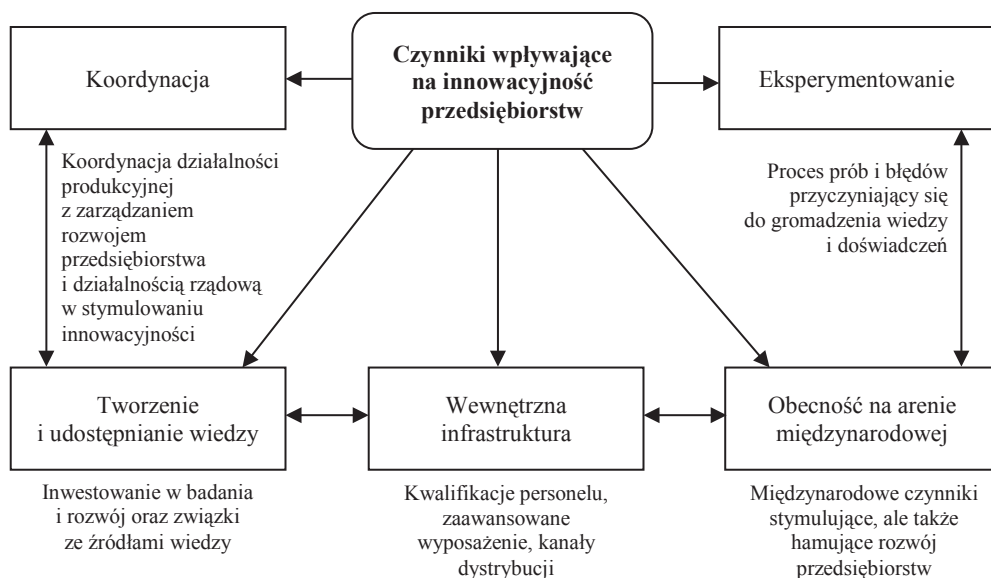 Koordynacja
Czynniki wpływające
na innowacyjność
przedsiębiorstw
Eksperymentowanie
Koordynacja działalności
produkcyjnej
z zarządzaniem
rozwojem
przedsiębiorstwa
i działalnością rządową
w stymulowaniu
innowacyjności
Proces prób i błędów
przyczyniający się
do gromadzenia wiedzy
i doświadczeń
Tworzenie
i udostępnianie wiedzy
Wewnętrzna
infrastruktura
Obecność na arenie
międzynarodowej
Inwestowanie w badania
i rozwój oraz związki
ze źródłami wiedzy
Kwalifikacje personelu,
zaawansowane
wyposażenie, kanały
dystrybucji
Międzynarodowe czynniki
stymulujące, ale także
hamujące rozwój
przedsiębiorstw